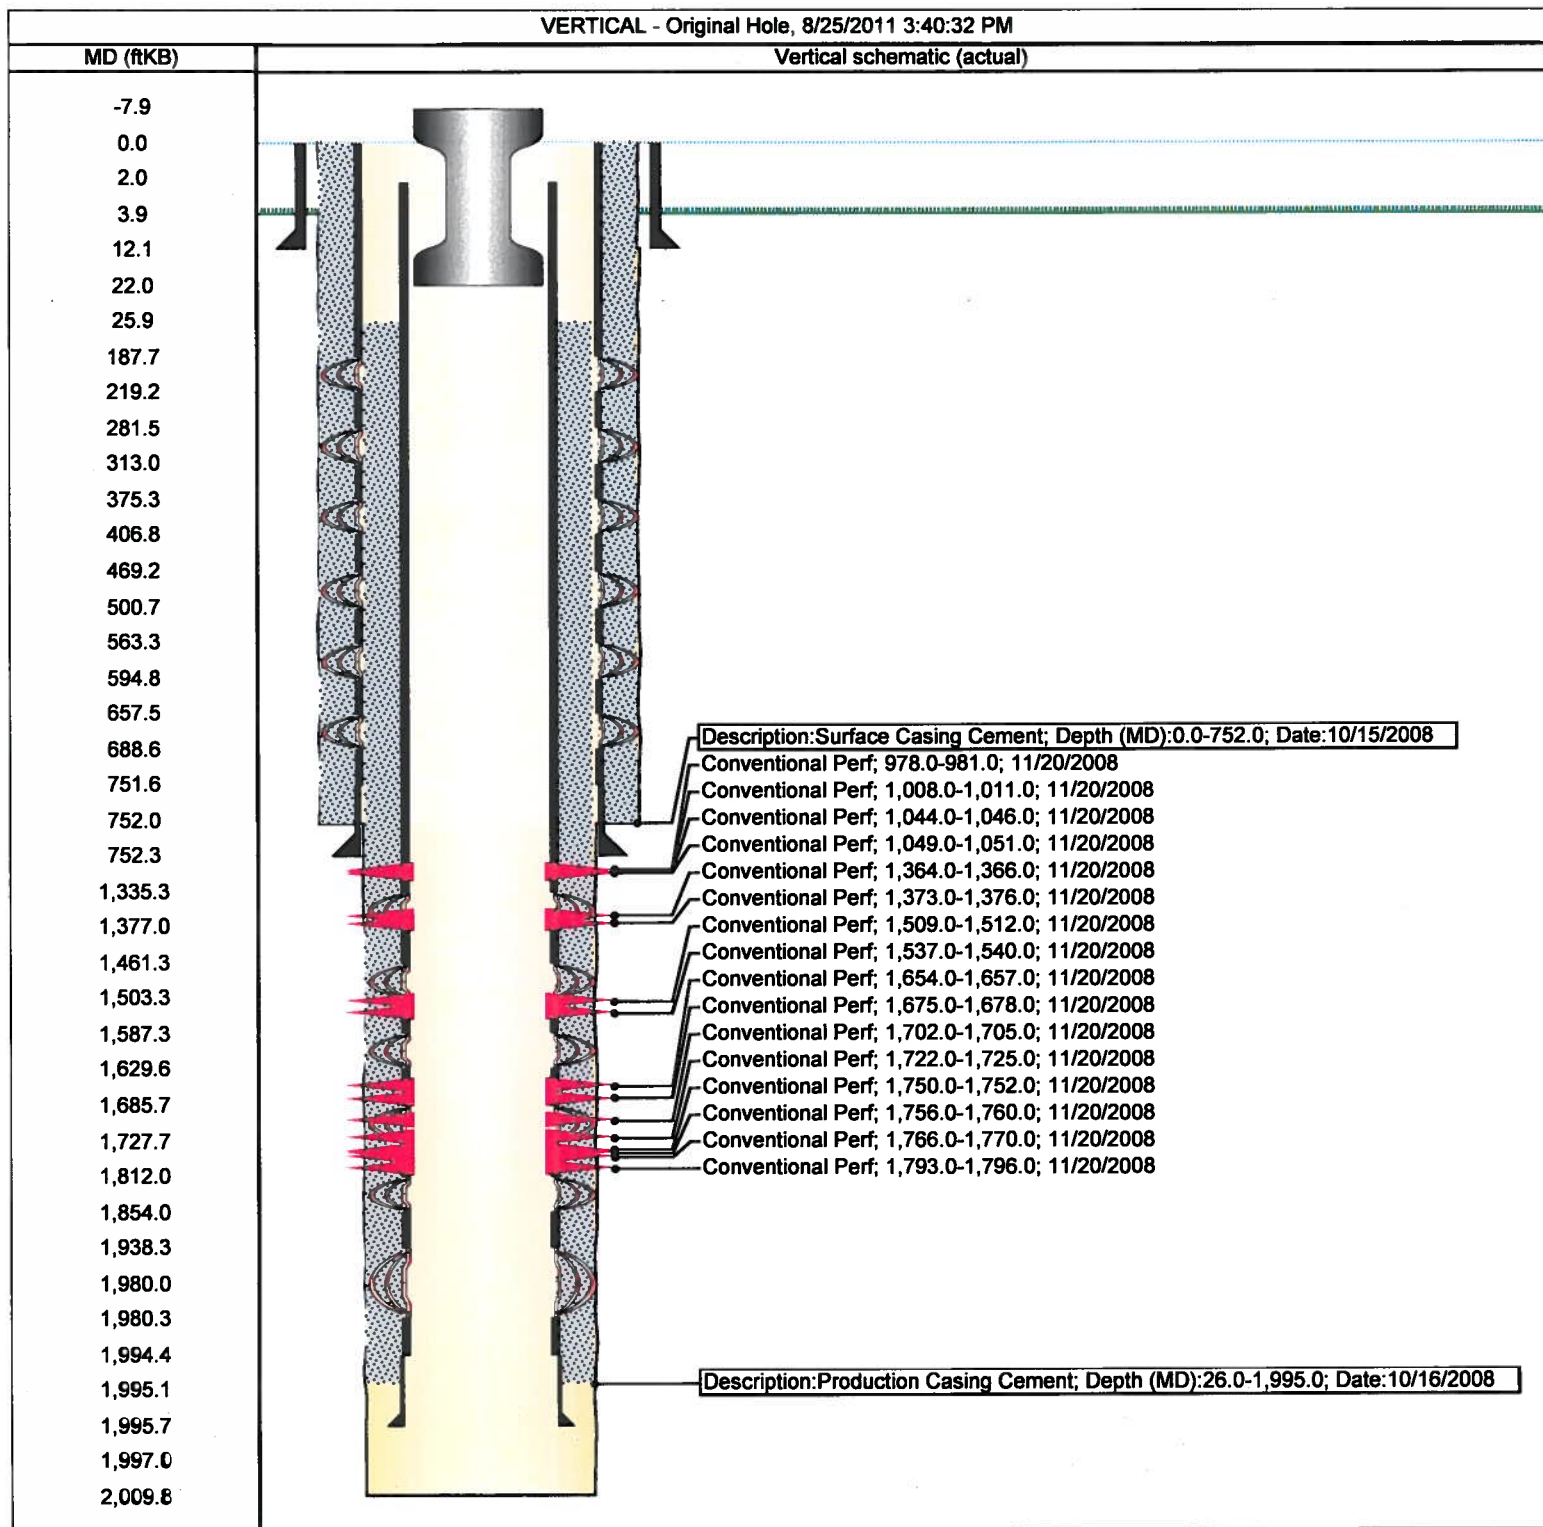 VERTICAL - Original Hole, 8/25/2011 3:40:32 PM
MD (ftKB)
Vertical schematic (actual)
-7.9
0.0
2.0
3.9
12.1
22.0
25.9
187.7
219.2
281.5
313.0
375.3
406.8
469.2
500.7
563.3
594.8
657.5
688.6
751.6
752.0
752.3
1,335.3
1,377.0
1,461.3
1,503.3
1,587.3
1,629.6
1,685.7
1,727.7
1,812.0
1,854.0
1,938.3
1,980.0
1,980.3
1,994.4
1,995.1
1,995.7
1,997.0
2,009.8
Description:Surface Casing Cement; Depth (MD):0.0-752.0; Date:10/15/2008
Conventional Perf; 978.0-981.0; 11/20/2008
Conventional Perf; 1,008.0-1,011.0; 11/20/2008
Conventional Perf; 1,044.0-1,046.0; 11/20/2008
Conventional Perf; 1,049.0-1,051.0; 11/20/2008
Conventional Perf; 1,364.0-1,366.0; 11/20/2008
Conventional Perf; 1,373.0-1,376.0; 11/20/2008
Conventional Perf; 1,509.0-1,512.0; 11/20/2008
Conventional Perf; 1,537.0-1,540.0; 11/20/2008
Conventional Perf; 1,654.0-1,657.0; 11/20/2008
Conventional Perf; 1,675.0-1,678.0; 11/20/2008
Conventional Perf; 1,702.0-1,705.0; 11/20/2008
Conventional Perf; 1,722.0-1,725.0; 11/20/2008
Conventional Perf; 1,750.0-1,752.0; 11/20/2008
Conventional Perf; 1,756.0-1,760.0; 11/20/2008
Conventional Perf; 1,766.0-1,770.0; 11/20/2008
Conventional Perf; 1,793.0-1,796.0; 11/20/2008
Description:Production Casing Cement; Depth (MD):26.0-1,995.0; Date:10/16/2008